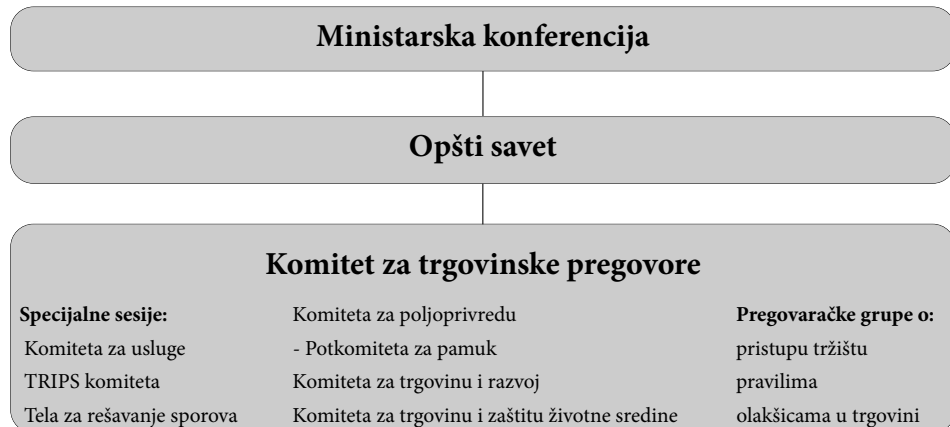 Ministarska konferencija
Opšti savet
Komitet za trgovinske pregovore
Specijalne sesije:
Komiteta za usluge
TRIPS komiteta
Tela za rešavanje sporova
Komiteta za poljoprivredu
- Potkomiteta za pamuk
Komiteta za trgovinu i razvoj
Komiteta za trgovinu i zaštitu životne sredine
Pregovaračke grupe o:
pristupu tržištu
pravilima
olakšicama u trgovini